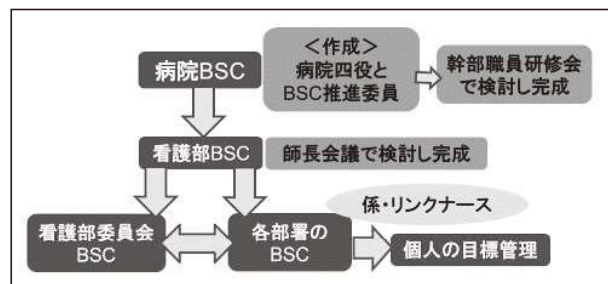 病院BSC
<作成>
病院四役と
BSC推進委員
幹部職員研修会
で検討し完成
看護部BSC
師長会議で検討し完成
係・リンクナース
看護部委員会
BSC
各部署の
BSC
個人の目標管理